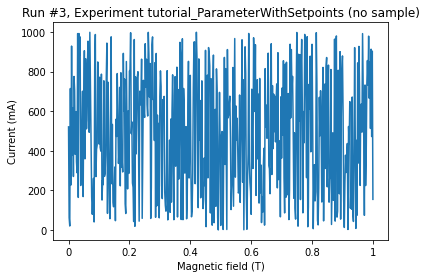 Run #3, Experiment tutorial_ParameterWithSetpoints (no sample)
1000
800
600
400
200
0
Current (mA)
0 0.2 0.4 0.6 0.8 1
Magnetic field (T)